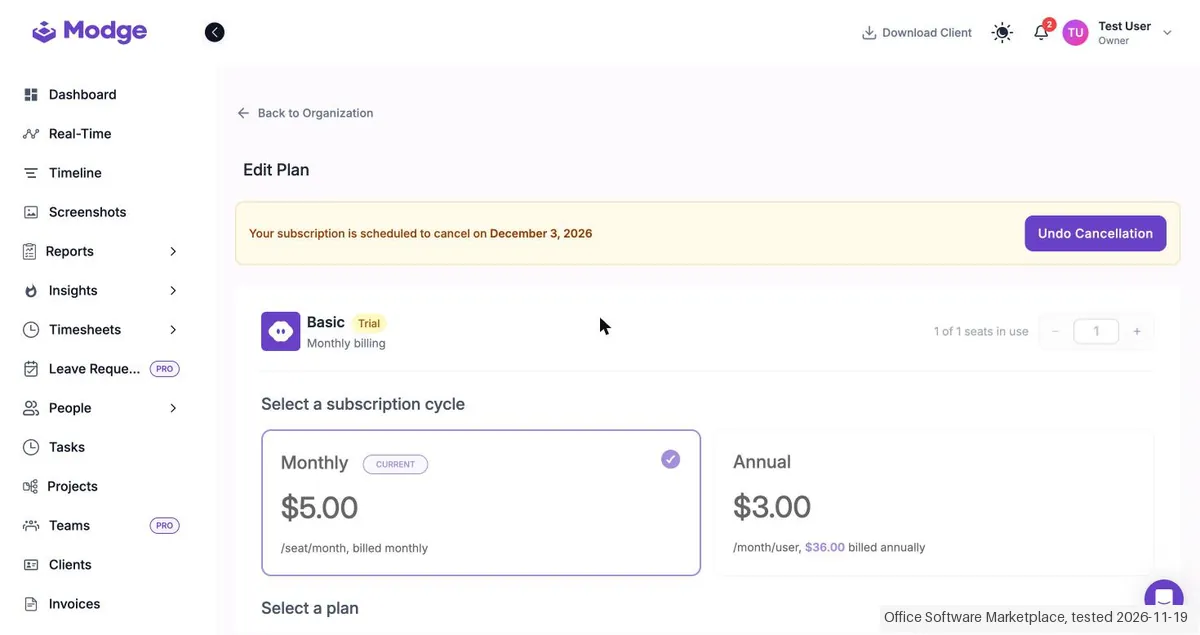 Modge
Download Client
2
TU
Test User
Owner
Dashboard
Real-Time
Timeline
Screenshots
Reports
Insights
Timesheets
Leave Reque... PRO
People
Tasks
Projects
Teams PRO
Clients
Invoices
Back to Organization
Edit Plan
Your subscription is scheduled to cancel on December 3, 2026
Undo Cancellation
Basic Trial
Monthly billing
1 of 1 seats in use − 1 +
Select a subscription cycle
Monthly CURRENT
$5.00
/seat/month, billed monthly
Annual
$3.00
/month/user, $36.00 billed annually
Select a plan
Office Software Marketplace, tested 2026-11-19